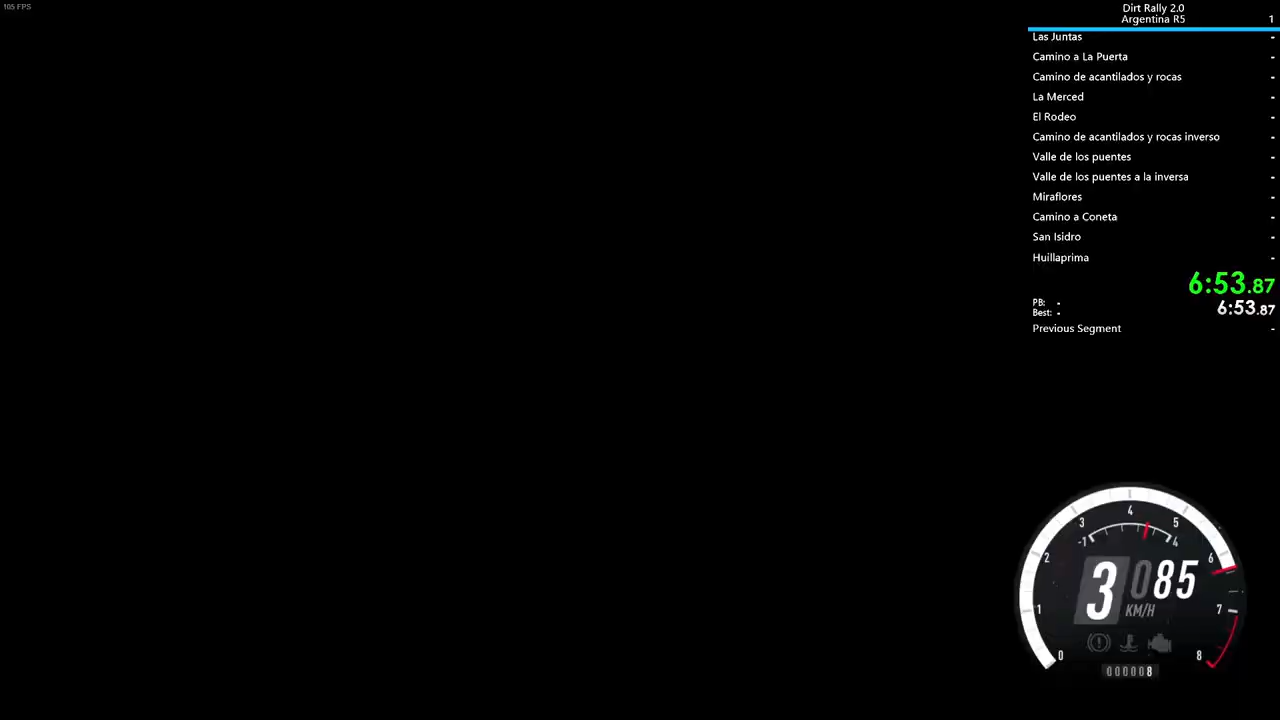 105 FPS
Dirt Rally 2.0
Argentina R5
1
Las Juntas -
Camino a La Puerta -
Camino de acantilados y rocas -
La Merced -
El Rodeo -
Camino de acantilados y rocas inverso -
Valle de los puentes -
Valle de los puentes a la inversa -
Miraflores -
Camino a Coneta -
San Isidro -
Huillaprima -
6:53.87
PB: -
6:53.87
Best: -
Previous Segment -
0 1 2 3 4 5 6 7 8
-1 4
3 085
KM/H
000008